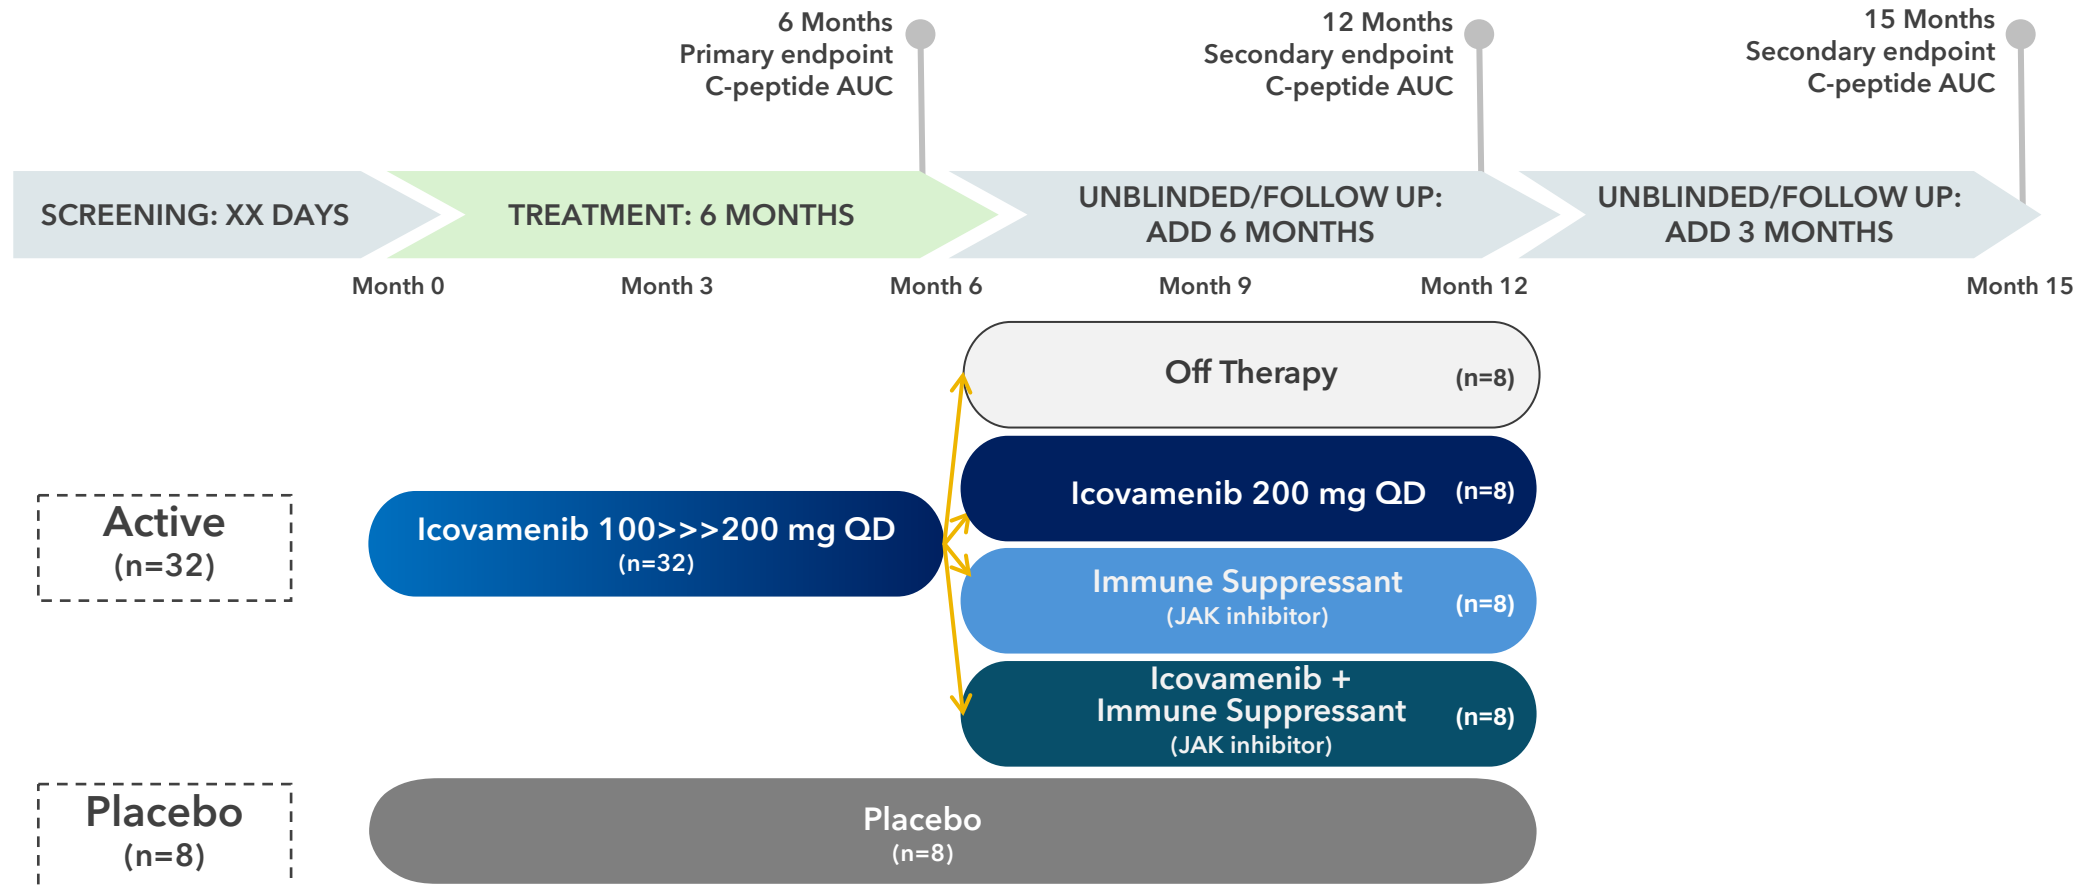 6 Months
Primary endpoint
C-peptide AUC
12 Months
Secondary endpoint
C-peptide AUC
15 Months
Secondary endpoint
C-peptide AUC
SCREENING: XX DAYS
TREATMENT: 6 MONTHS
UNBLINDED/FOLLOW UP:
ADD 6 MONTHS
UNBLINDED/FOLLOW UP:
ADD 3 MONTHS
Month 0
Month 3
Month 6
Month 9
Month 12
Month 15
Off Therapy
(n=8)
Active
(n=32)
Icovamenib 100>>>200 mg QD
(n=32)
Icovamenib 200 mg QD
(n=8)
Immune Suppressant
(JAK inhibitor)
(n=8)
Icovamenib +
Immune Suppressant
(JAK inhibitor)
(n=8)
Placebo
(n=8)
Placebo
(n=8)